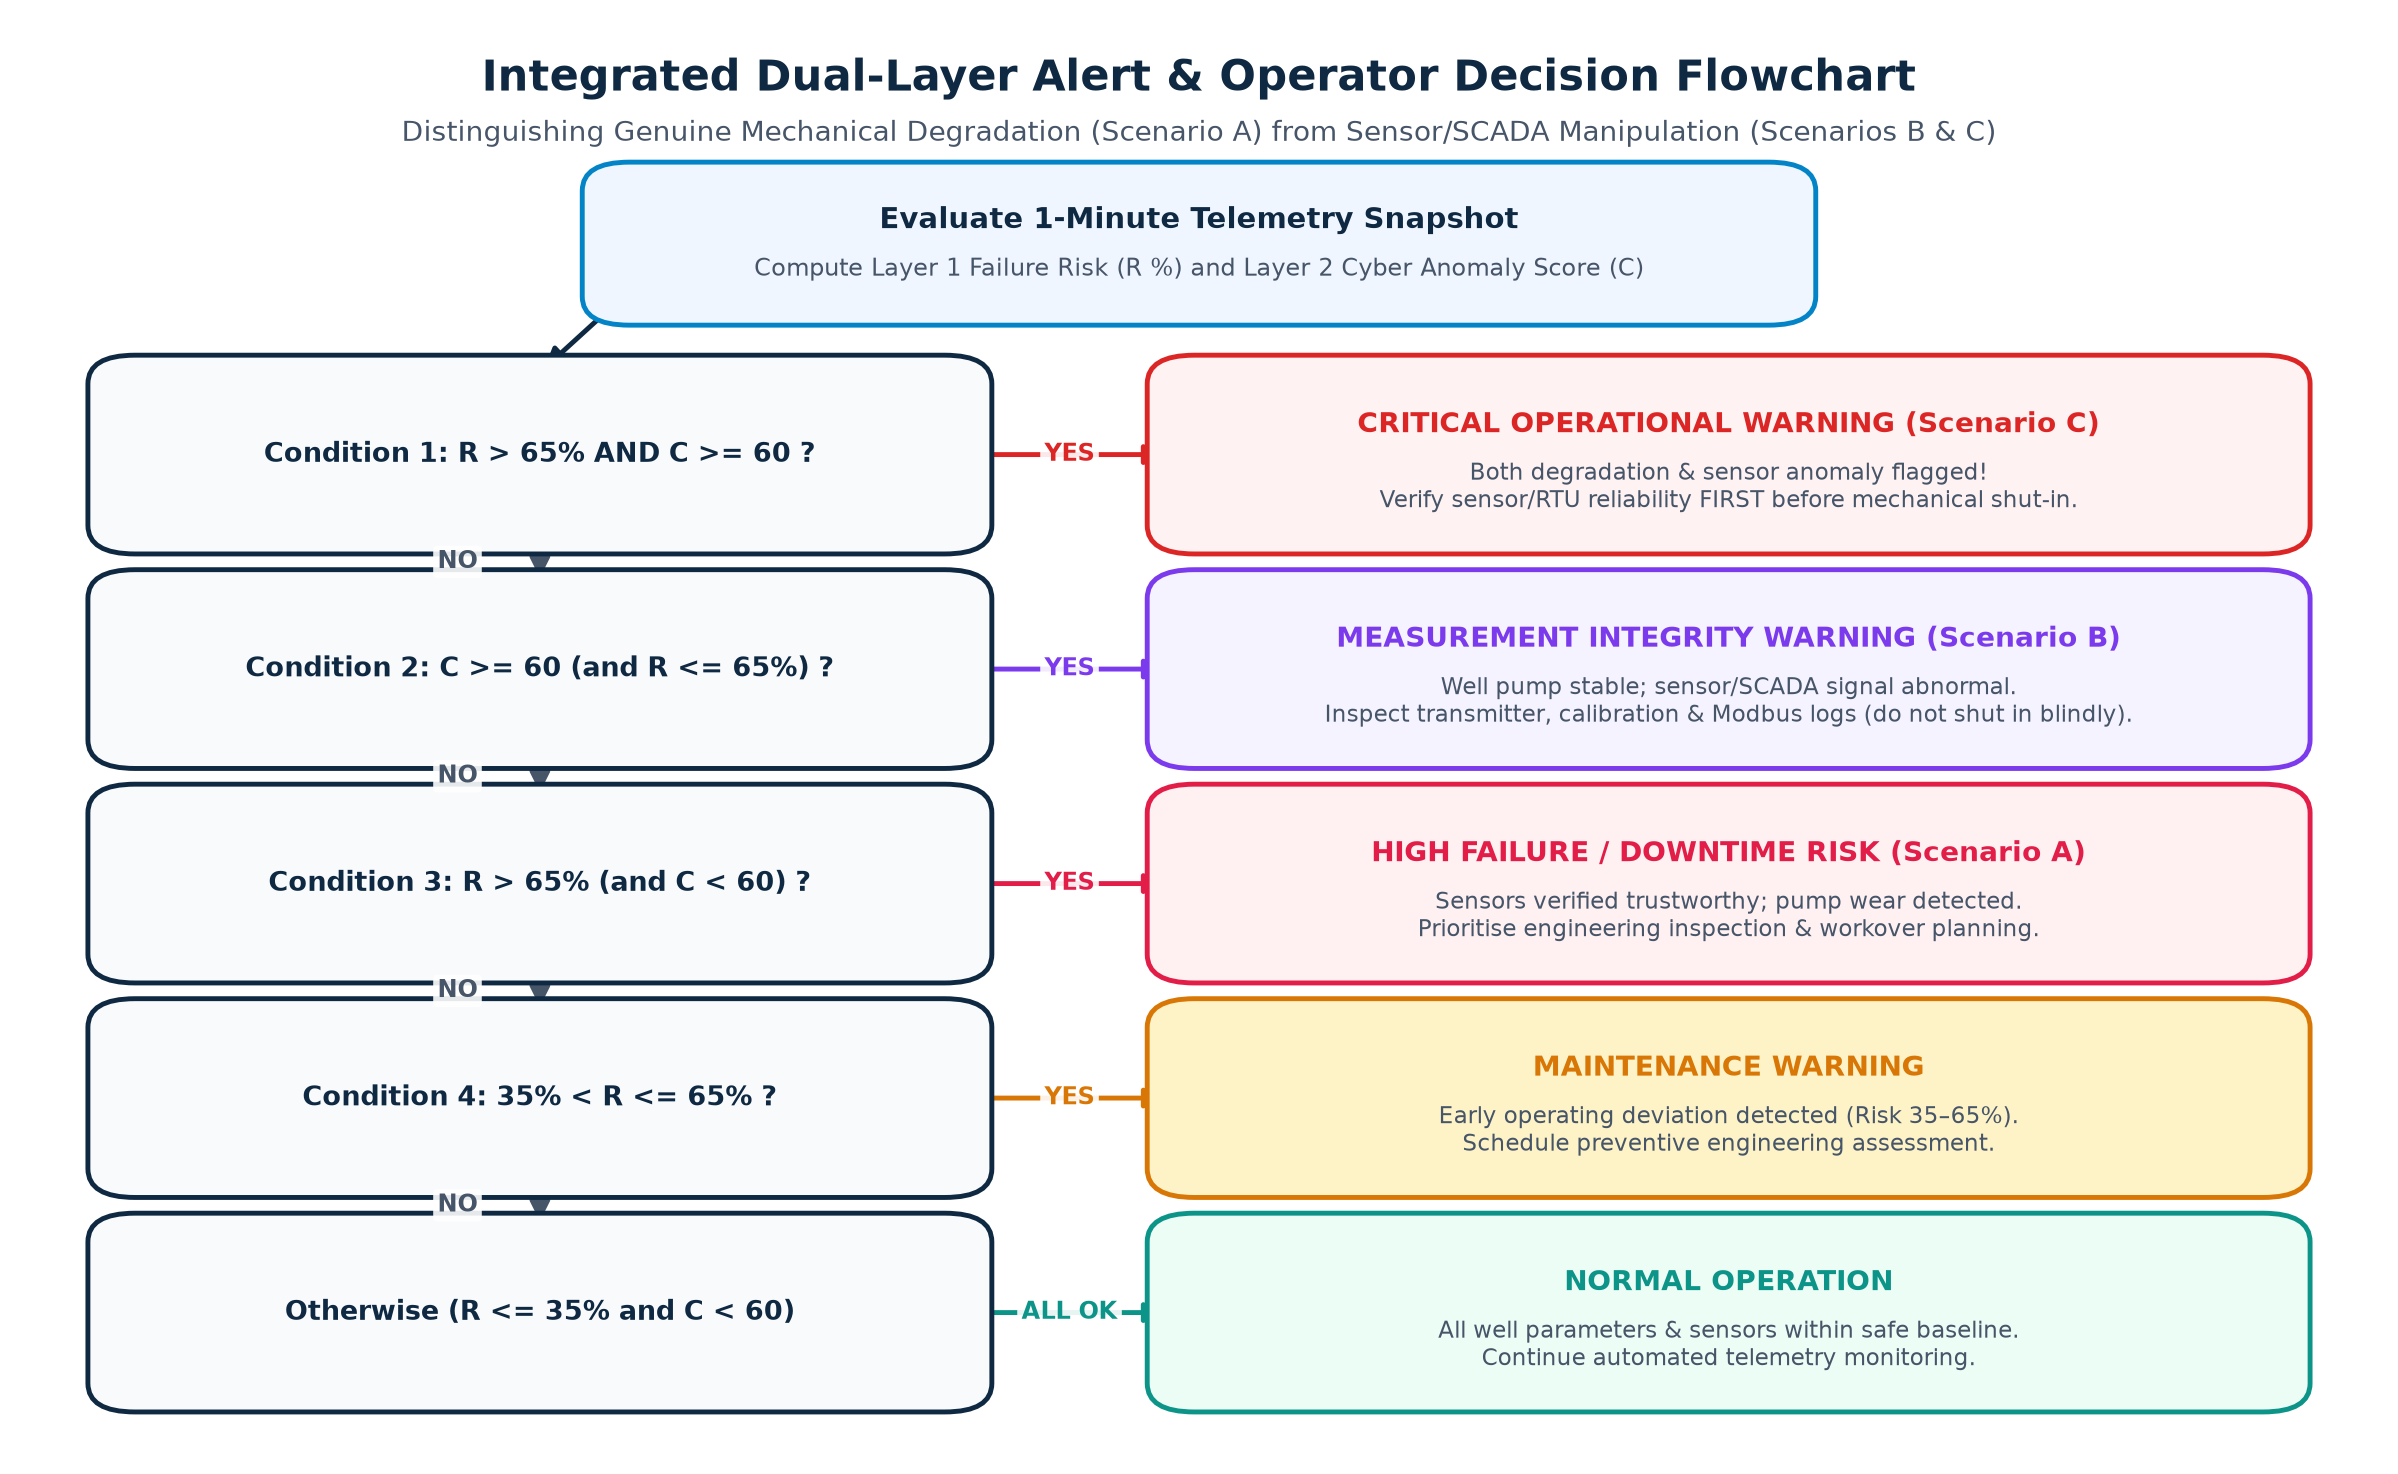 Integrated Dual-Layer Alert & Operator Decision Flowchart
Distinguishing Genuine Mechanical Degradation (Scenario A) from Sensor/SCADA Manipulation (Scenarios B & C)
Evaluate 1-Minute Telemetry Snapshot
Compute Layer 1 Failure Risk (R %) and Layer 2 Cyber Anomaly Score (C)
Condition 1: R > 65% AND C >= 60 ?
YES
CRITICAL OPERATIONAL WARNING (Scenario C)
Both degradation & sensor anomaly flagged!
Verify sensor/RTU reliability FIRST before mechanical shut-in.
NO
Condition 2: C >= 60 (and R <= 65%) ?
YES
MEASUREMENT INTEGRITY WARNING (Scenario B)
Well pump stable; sensor/SCADA signal abnormal.
Inspect transmitter, calibration & Modbus logs (do not shut in blindly).
NO
Condition 3: R > 65% (and C < 60) ?
YES
HIGH FAILURE / DOWNTIME RISK (Scenario A)
Sensors verified trustworthy; pump wear detected.
Prioritise engineering inspection & workover planning.
NO
Condition 4: 35% < R <= 65% ?
YES
MAINTENANCE WARNING
Early operating deviation detected (Risk 35–65%).
Schedule preventive engineering assessment.
NO
Otherwise (R <= 35% and C < 60)
ALL OK
NORMAL OPERATION
All well parameters & sensors within safe baseline.
Continue automated telemetry monitoring.